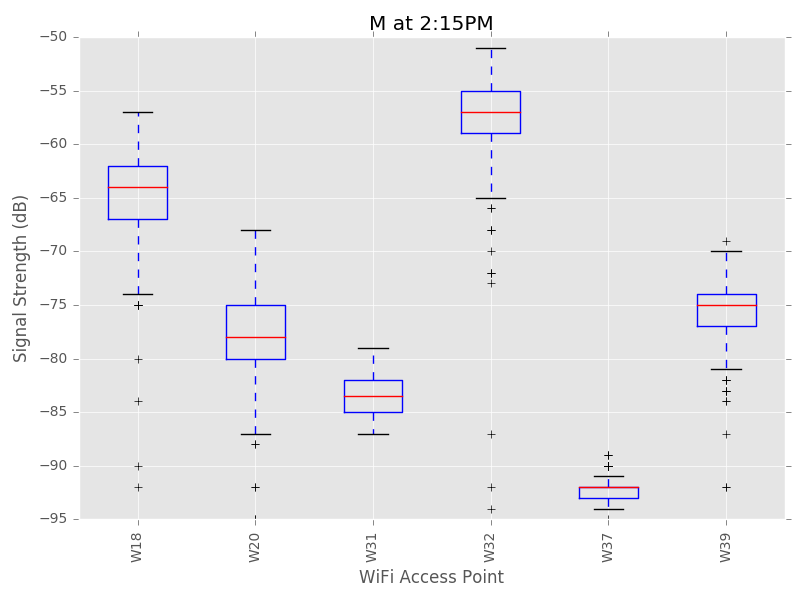 M at 2:15PM
−50
−55
−60
−65
−70
−75
−80
−85
−90
−95
Signal Strength (dB)
W18
W20
W31
W32
W37
W39
WiFi Access Point